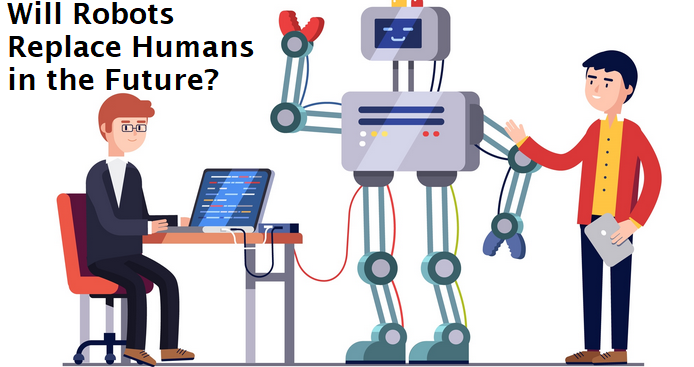 Will Robots
Replace Humans
in the Future?